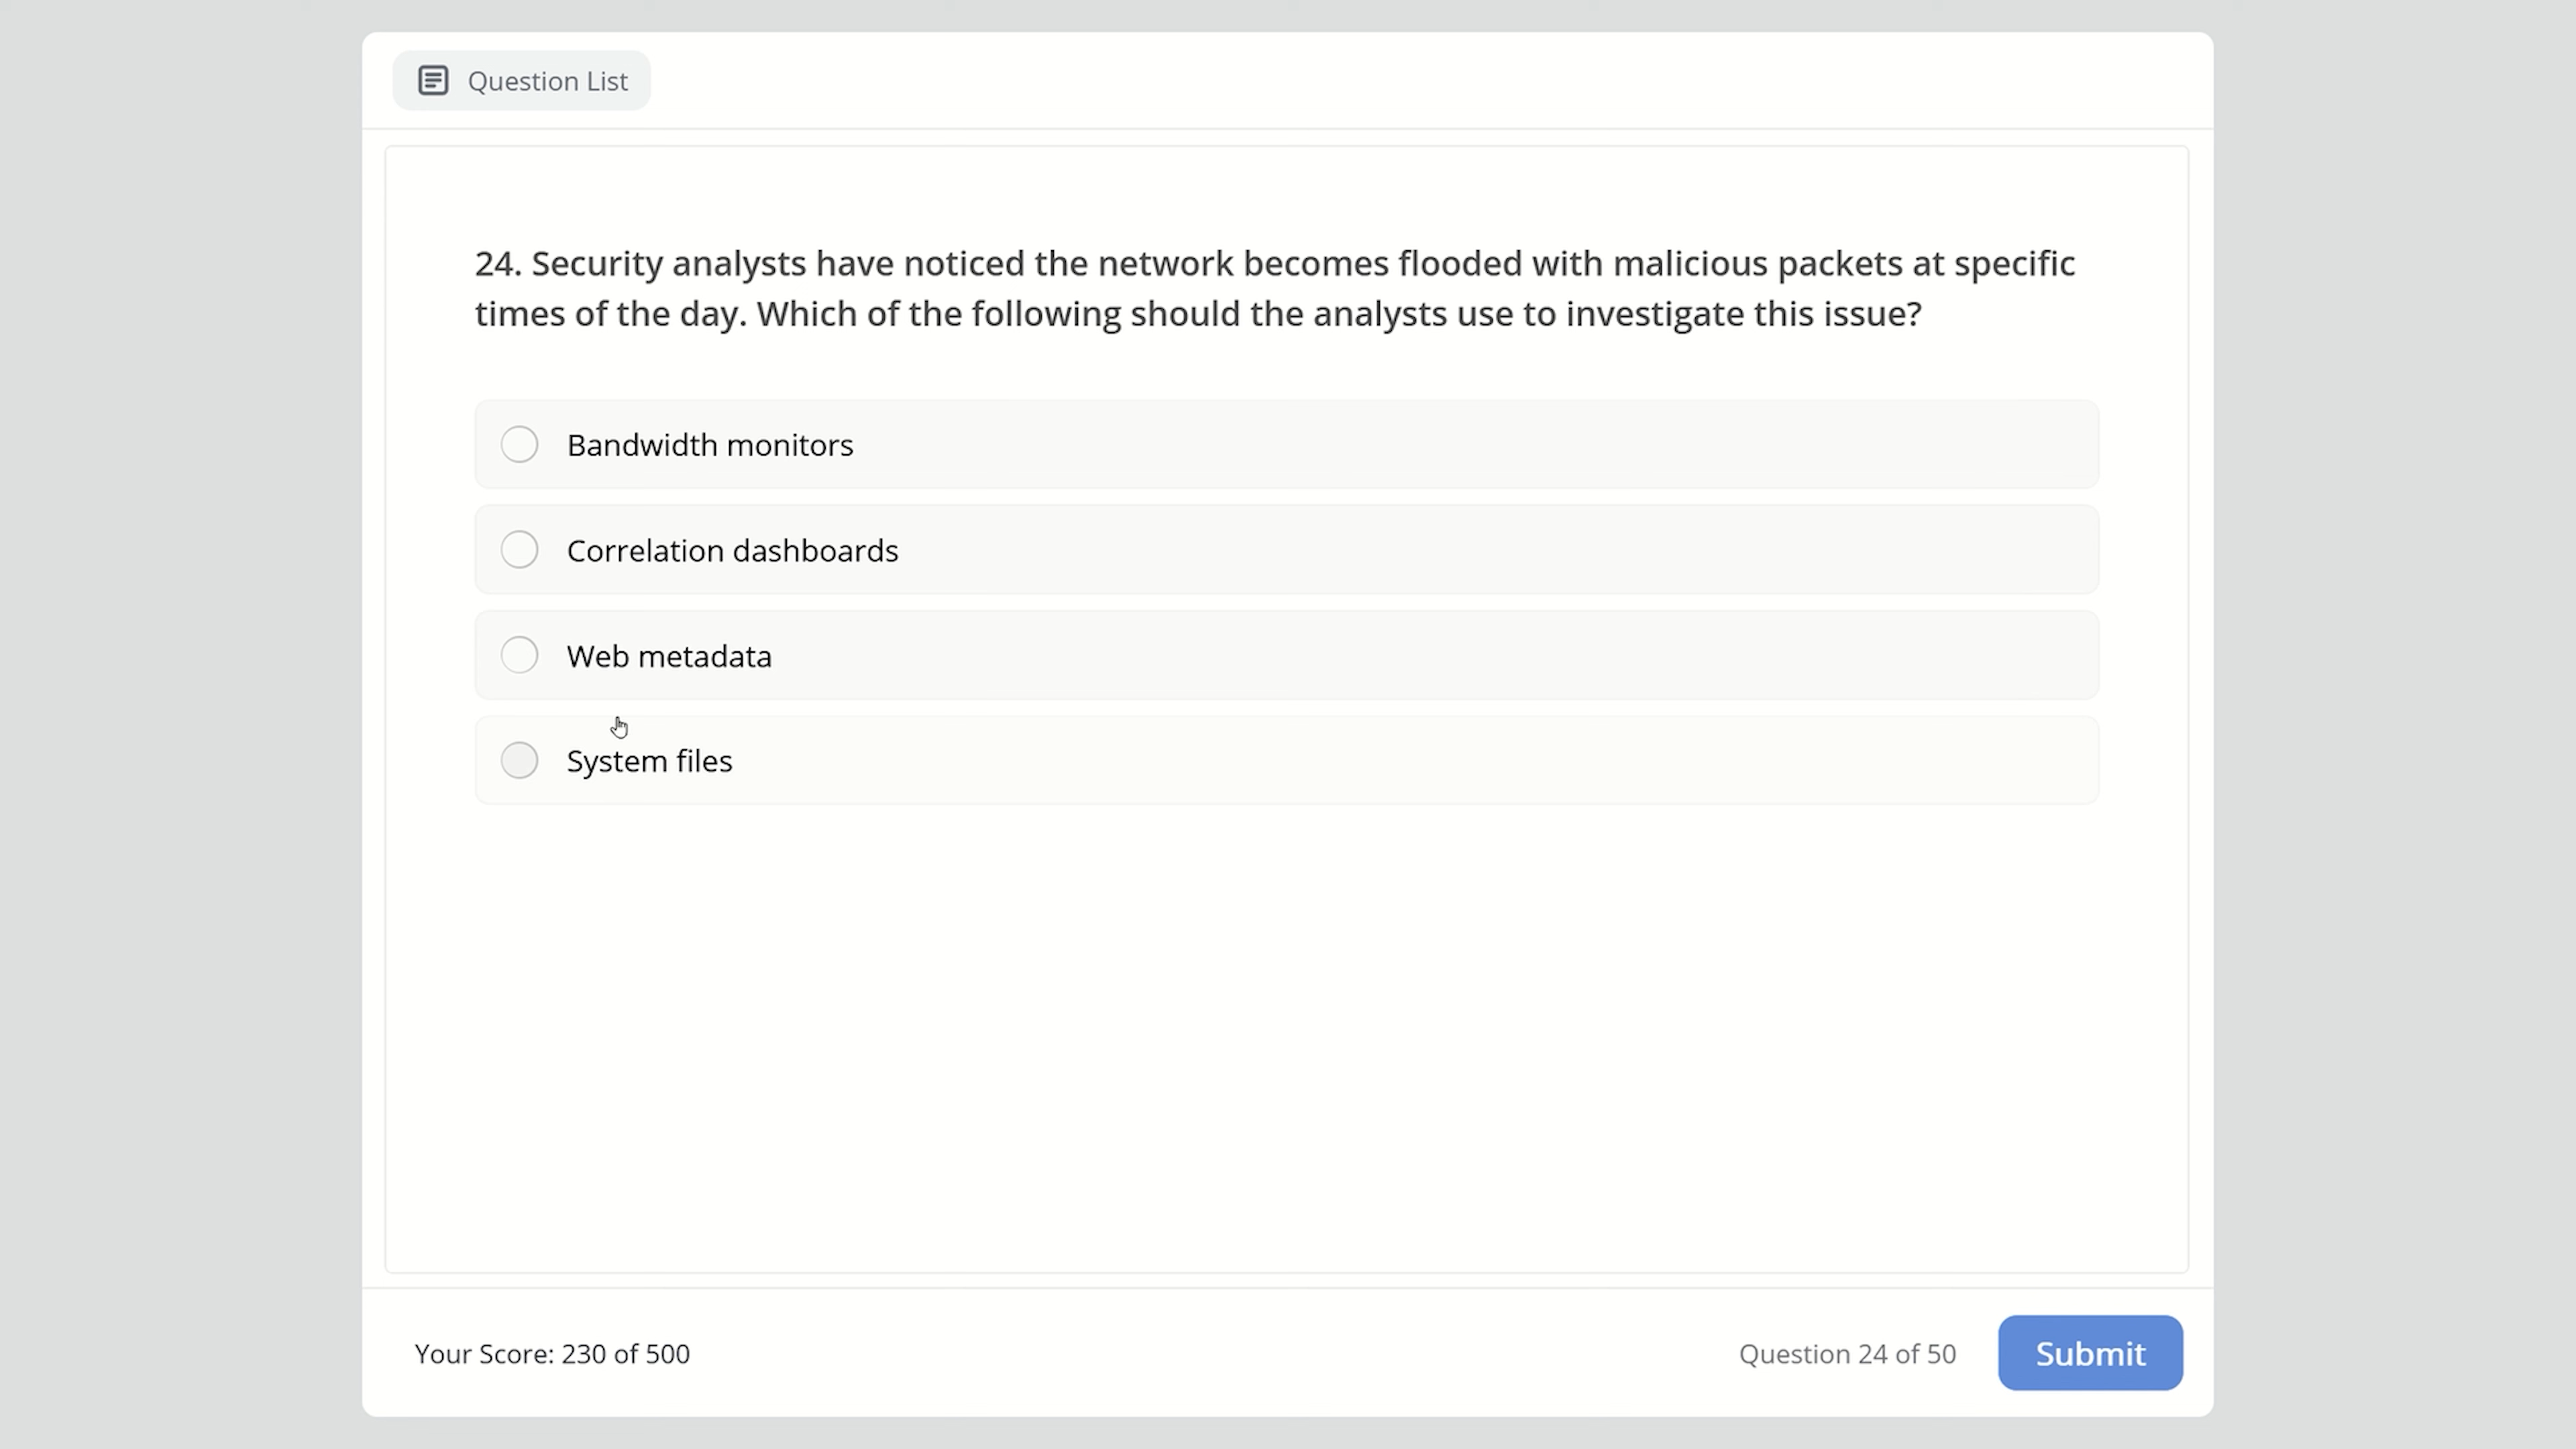 Question List
24. Security analysts have noticed the network becomes flooded with malicious packets at specific
times of the day. Which of the following should the analysts use to investigate this issue?
Bandwidth monitors
Correlation dashboards
Web metadata
System files
Your Score: 230 of 500
Question 24 of 50
Submit